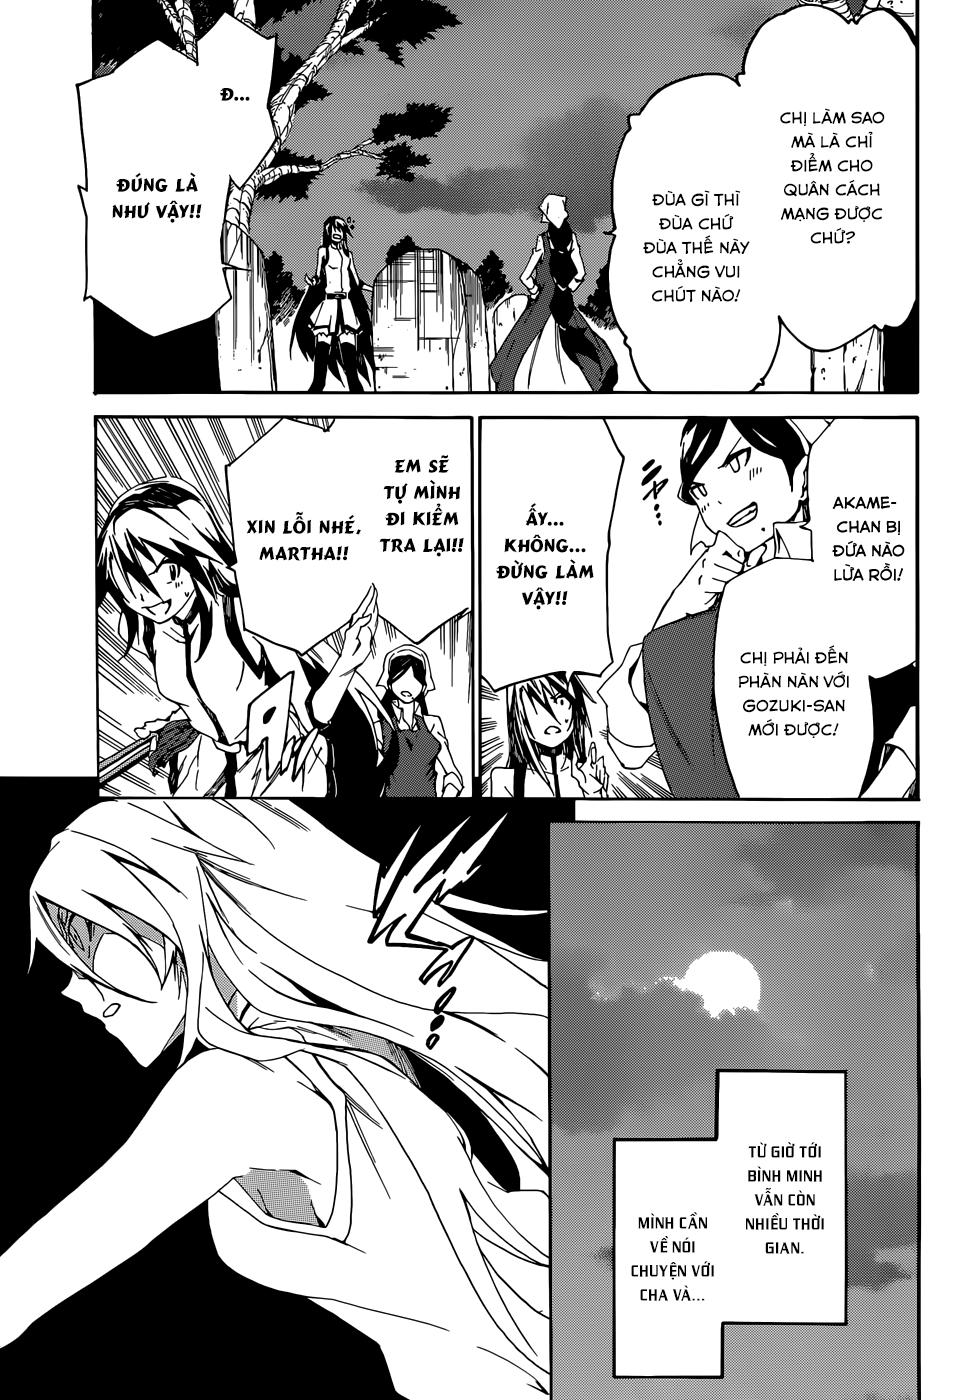 CHỊ LÀM SAO
MÀ LÀ CHỈ
ĐIỂM CHO
QUÂN CÁCH
MẠNG ĐƯỢC
CHỨ?
ĐÙA GÌ THÌ
ĐÙA CHỨ
ĐÙA THẾ NÀY
CHẲNG VUI
CHÚT NÀO!
Đ...
ĐÚNG LÀ
NHƯ VẬY!!
AKAME-
CHAN BỊ
ĐỨA NÀO
LỪA RỒI!
CHỊ PHẢI ĐẾN
PHÀN NÀN VỚI
GOZUKI-SAN
MỚI ĐƯỢC!
ẤY...
KHÔNG...
ĐỪNG LÀM
VẬY!!
EM SẼ
TỰ MÌNH
ĐI KIỂM
TRA LẠI!!
XIN LỖI NHÉ,
MARTHA!!
TỪ GIỜ TỚI
BÌNH MINH
VẪN CÒN
NHIỀU THỜI
GIAN.
MÌNH CẦN
VỀ NÓI
CHUYỆN VỚI
CHA VÀ...